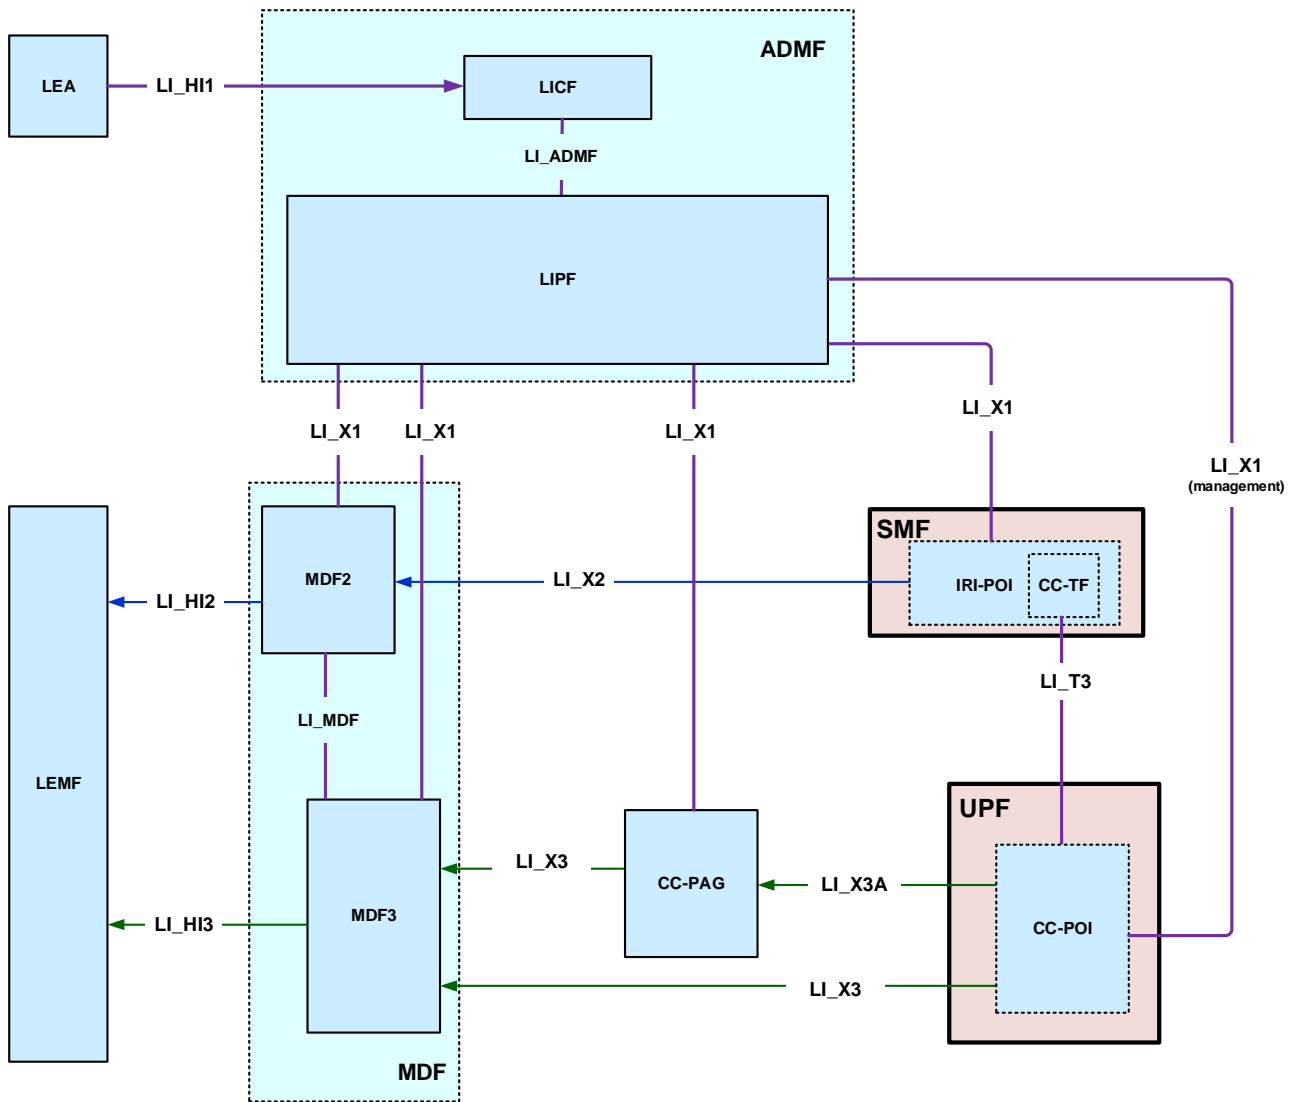 ADMF
LEA
LI_HI1
LICF
LI_ADMF
LIPF
LI_X1
LI_X1
LI_X1
LI_X1
LI_X1
(management)
SMF
MDF2
LI_X2
IRI-POI
CC-TF
LI_HI2
LI_T3
LI_MDF
LEMF
UPF
LI_X3
CC-PAG
LI_X3A
MDF3
LI_HI3
CC-POI
LI_X3
MDF